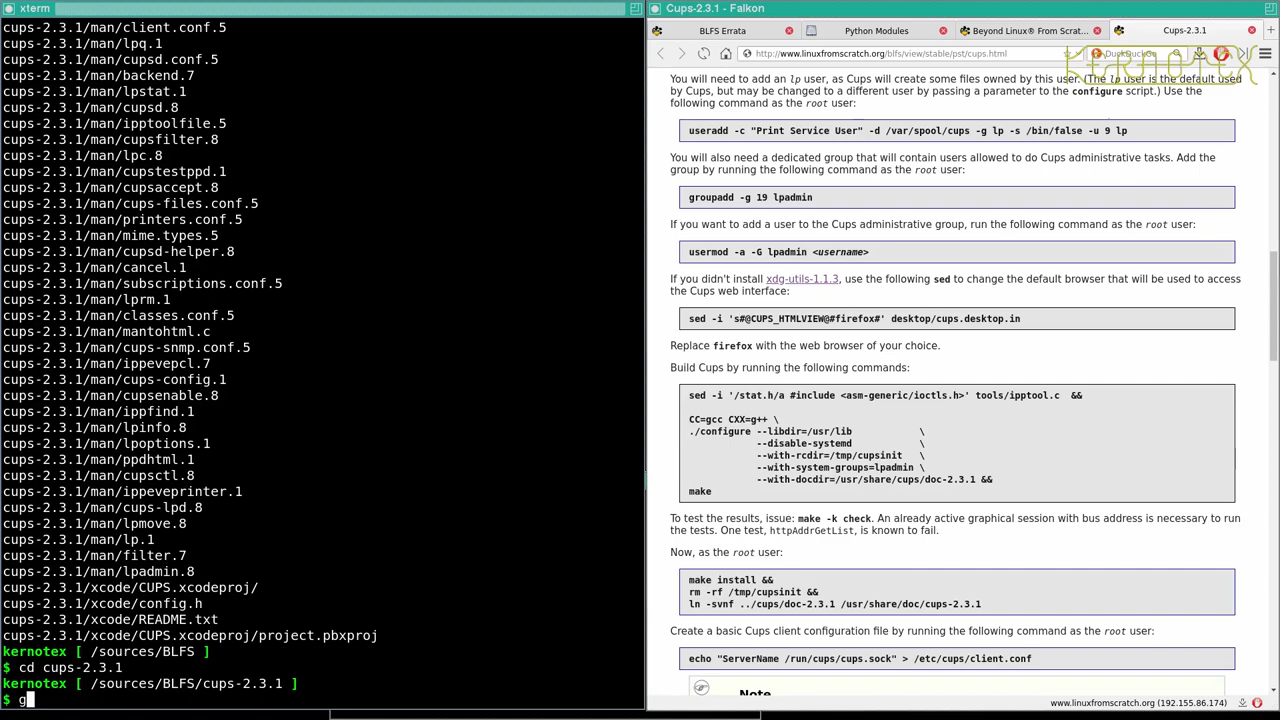 xterm
cups-2.3.1/man/client.conf.5
cups-2.3.1/man/lpq.1
cups-2.3.1/man/cupsd.conf.5
cups-2.3.1/man/backend.7
cups-2.3.1/man/lpstat.1
cups-2.3.1/man/cupsd.8
cups-2.3.1/man/ipptoolfile.5
cups-2.3.1/man/cupsfilter.8
cups-2.3.1/man/lpc.8
cups-2.3.1/man/cupstestppd.1
cups-2.3.1/man/cupsaccept.8
cups-2.3.1/man/cups-files.conf.5
cups-2.3.1/man/printers.conf.5
cups-2.3.1/man/mime.types.5
cups-2.3.1/man/cupsd-helper.8
cups-2.3.1/man/cancel.1
cups-2.3.1/man/subscriptions.conf.5
cups-2.3.1/man/lprm.1
cups-2.3.1/man/classes.conf.5
cups-2.3.1/man/mantohtml.c
cups-2.3.1/man/cups-snmp.conf.5
cups-2.3.1/man/ippevepcl.7
cups-2.3.1/man/cups-config.1
cups-2.3.1/man/cupsenable.8
cups-2.3.1/man/ippfind.1
cups-2.3.1/man/lpinfo.8
cups-2.3.1/man/lpoptions.1
cups-2.3.1/man/ppdhtml.1
cups-2.3.1/man/cupsctl.8
cups-2.3.1/man/ippeveprinter.1
cups-2.3.1/man/cups-lpd.8
cups-2.3.1/man/lpmove.8
cups-2.3.1/man/lp.1
cups-2.3.1/man/filter.7
cups-2.3.1/man/lpadmin.8
cups-2.3.1/xcode/CUPS.xcodeproj/
cups-2.3.1/xcode/config.h
cups-2.3.1/xcode/README.txt
cups-2.3.1/xcode/CUPS.xcodeproj/project.pbxproj
kernotex [ /sources/BLFS ]
$ cd cups-2.3.1
kernotex [ /sources/BLFS/cups-2.3.1 ]
$ g
Cups-2.3.1 - Falkon
BLFS Errata
Python Modules
Beyond Linux® From Scrat...
Cups-2.3.1
http://www.linuxfromscratch.org/blfs/view/stable/pst/cups.html
DuckDuckGo
KERNOTEX
You will need to add an lp user, as Cups will create some files owned by this user. (The lp user is the default used
by Cups, but may be changed to a different user by passing a parameter to the configure script.) Use the
following command as the root user:
useradd -c "Print Service User" -d /var/spool/cups -g lp -s /bin/false -u 9 lp
You will also need a dedicated group that will contain users allowed to do Cups administrative tasks. Add the
group by running the following command as the root user:
groupadd -g 19 lpadmin
If you want to add a user to the Cups administrative group, run the following command as the root user:
usermod -a -G lpadmin <username>
If you didn't install xdg-utils-1.1.3, use the following sed to change the default browser that will be used to access
the Cups web interface:
sed -i 's#@CUPS_HTMLVIEW@#firefox#' desktop/cups.desktop.in
Replace firefox with the web browser of your choice.
Build Cups by running the following commands:
sed -i '/stat.h/a #include <asm-generic/ioctls.h>' tools/ipptool.c  &&
CC=gcc CXX=g++ \
./configure --libdir=/usr/lib \
--disable-systemd \
--with-rcdir=/tmp/cupsinit \
--with-system-groups=lpadmin \
--with-docdir=/usr/share/cups/doc-2.3.1 &&
make
To test the results, issue: make -k check. An already active graphical session with bus address is necessary to run
the tests. One test, httpAddrGetList, is known to fail.
Now, as the root user:
make install &&
rm -rf /tmp/cupsinit &&
ln -svnf ../cups/doc-2.3.1 /usr/share/doc/cups-2.3.1
Create a basic Cups client configuration file by running the following command as the root user:
echo "ServerName /run/cups/cups.sock" > /etc/cups/client.conf
Note
www.linuxfromscratch.org (192.155.86.174)